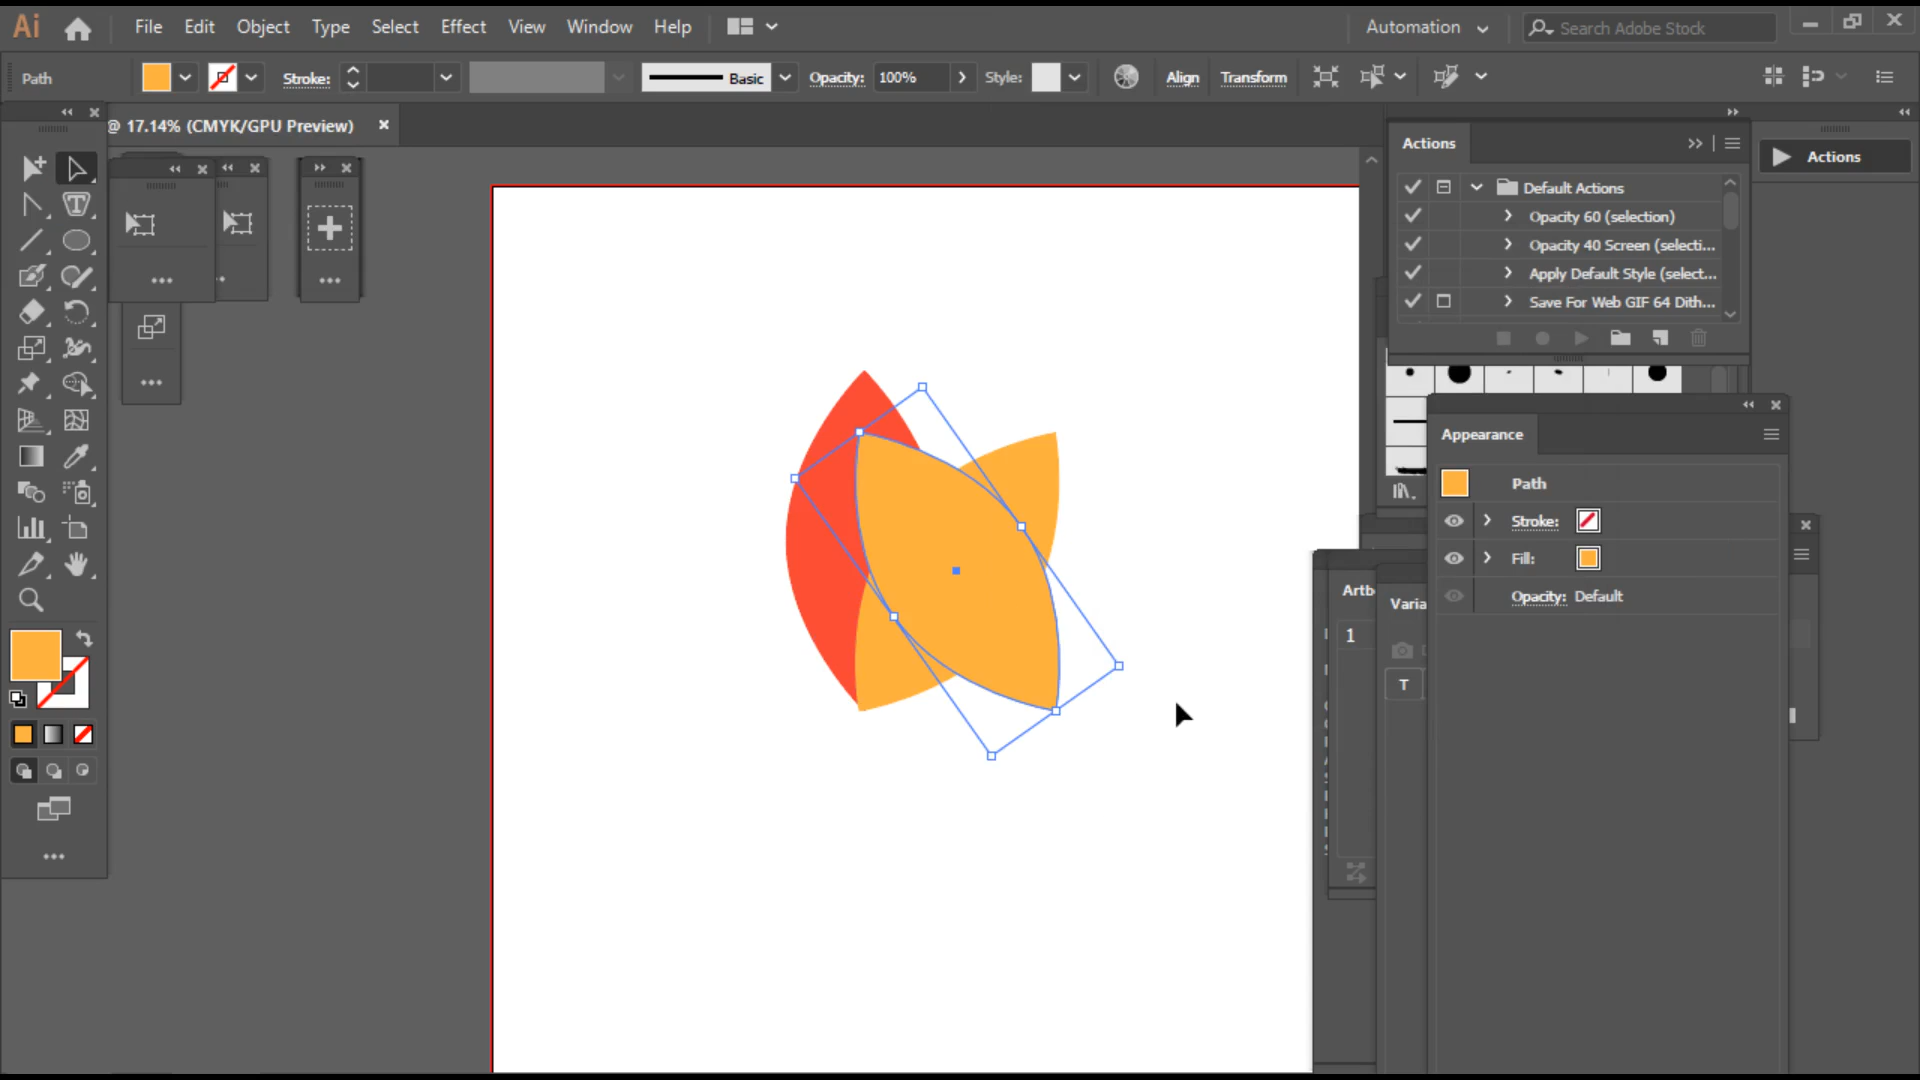 Ai File Edit Object Type Select Effect View Window Help Automation Search Adobe Stock
Path Stroke: Basic Opacity: 100% Style: Align Transform
@ 17.14% (CMYK/GPU Preview)
Actions
Actions
Default Actions
Opacity 60 (selection)
Opacity 40 Screen (selecti...
Apply Default Style (select...
Save For Web GIF 64 Dith...
Appearance
Path
Stroke:
Fill:
Opacity: Default
Artb
Varia
1
T